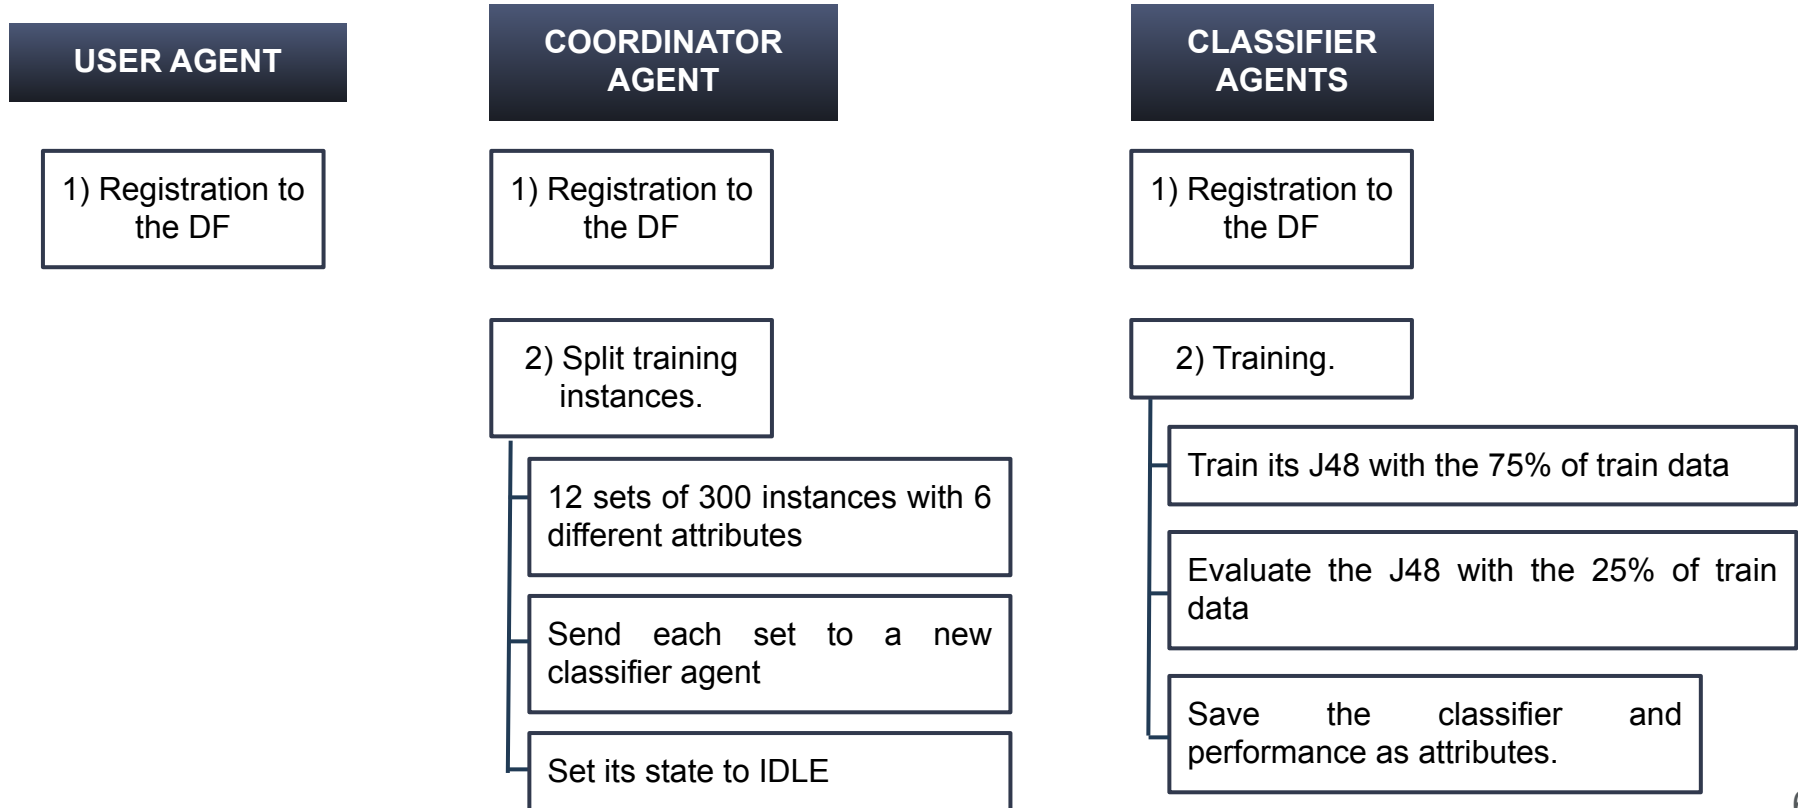 USER AGENT
1) Registration to
the DF
COORDINATOR
AGENT
1) Registration to
the DF
2) Split training
instances.
12 sets of 300 instances with 6
different attributes
Send each set to a new
classifier agent
Set its state to IDLE
CLASSIFIER
AGENTS
1) Registration to
the DF
2) Training.
Train its J48 with the 75% of train data
Evaluate the J48 with the 25% of train
data
Save the classifier and
performance as attributes.